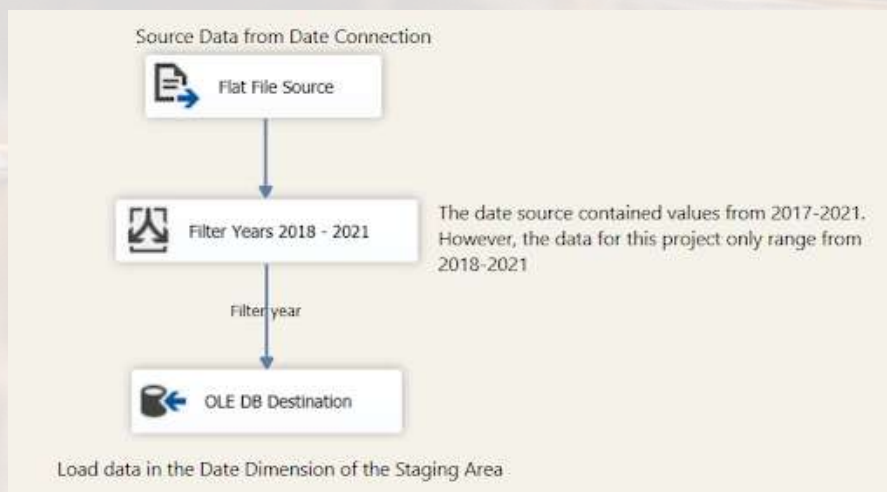 Source Data from Date Connection
Flat File Source
Filter Years 2018 - 2021
The date source contained values from 2017-2021.
However, the data for this project only range from
2018-2021
Filter year
OLE DB Destination
Load data in the Date Dimension of the Staging Area